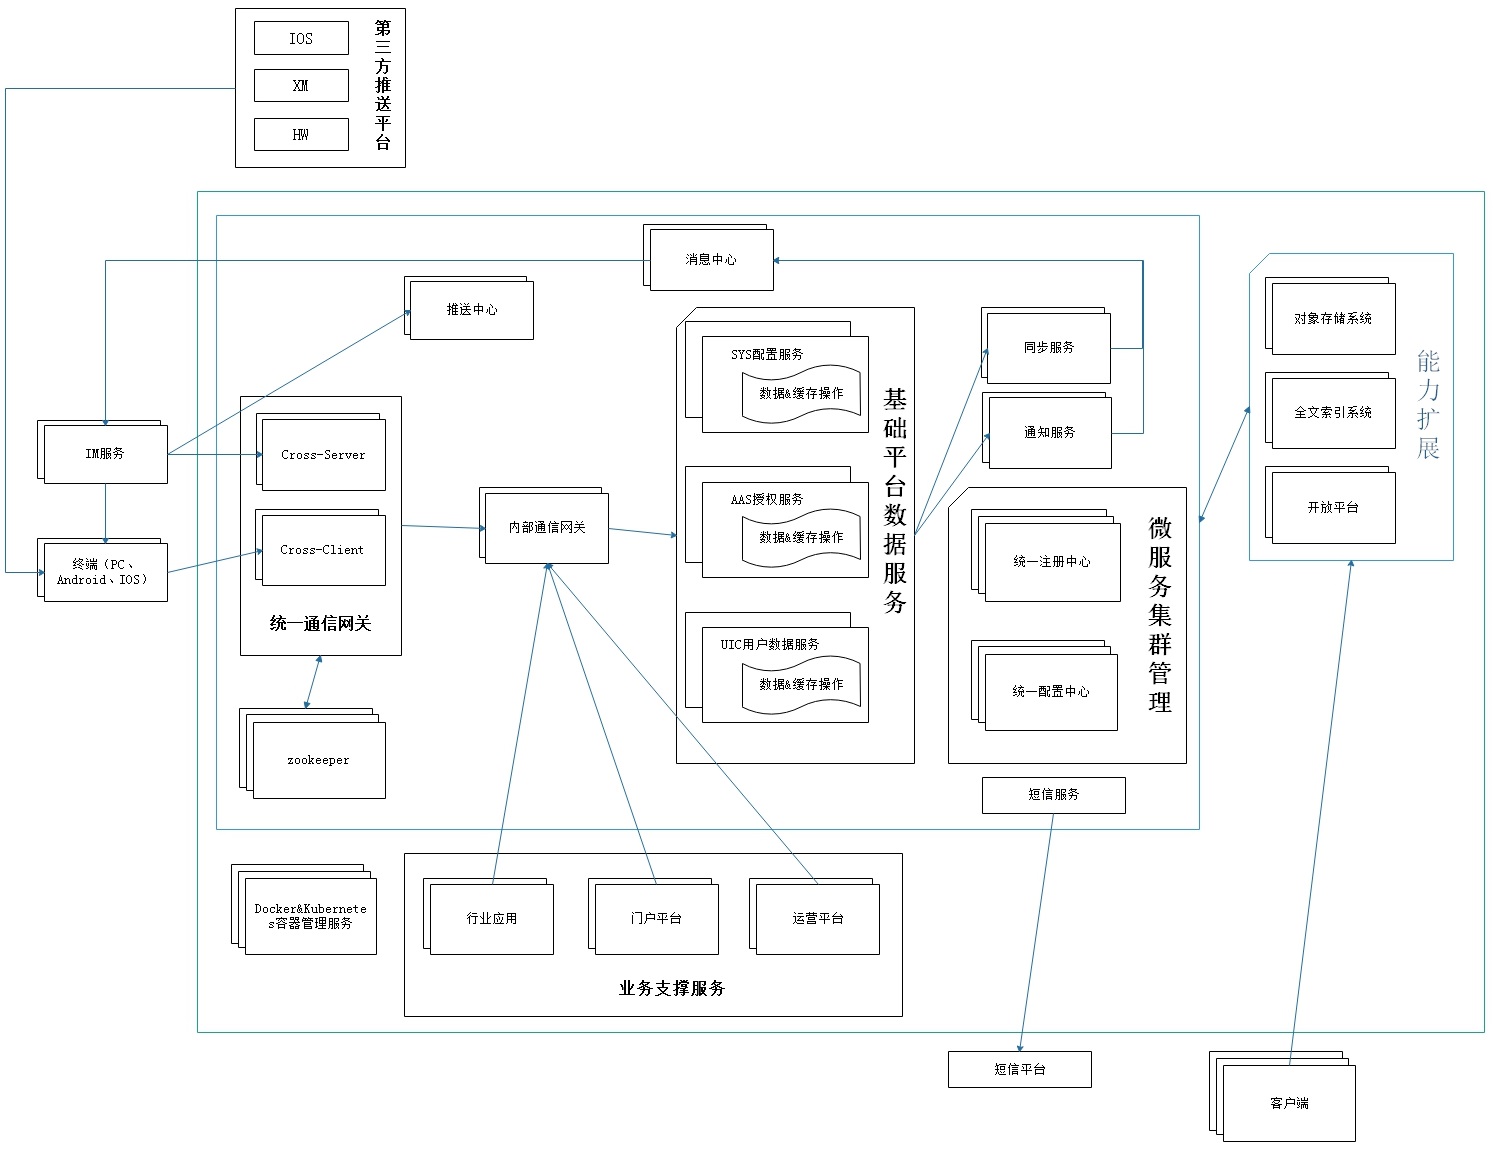 IOS
XM
HW
第三方推送平台
消息中心
推送中心
IM服务
终端（PC、
Android、IOS）
Cross-Server
Cross-Client
统一通信网关
zookeeper
内部通信网关
SYS配置服务
数据&缓存操作
AAS授权服务
数据&缓存操作
UIC用户数据服务
数据&缓存操作
基础平台数据服务
同步服务
通知服务
统一注册中心
统一配置中心
微服务集群管理
短信服务
对象存储系统
全文索引系统
开放平台
能力扩展
Docker&Kubernete
s容器管理服务
行业应用
门户平台
运营平台
业务支撑服务
短信平台
客户端